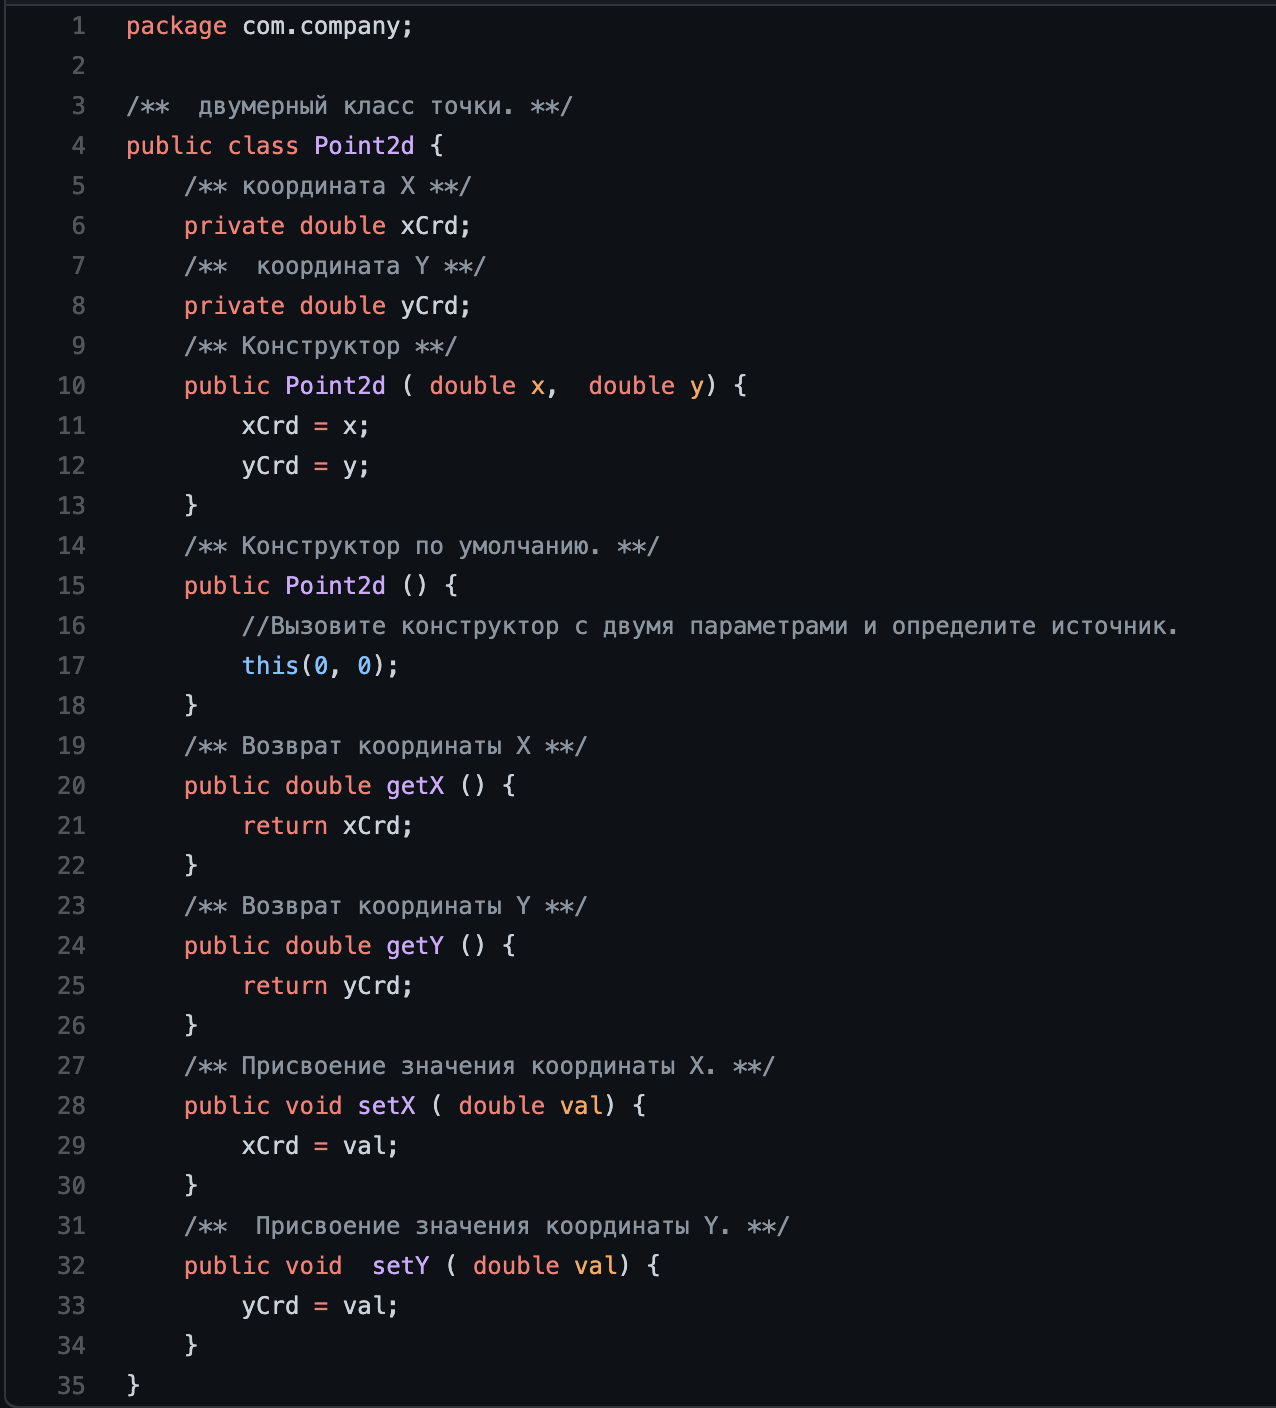 1 package com.company;
2
3 /**  двумерный класс точки. **/
4 public class Point2d {
5     /** координата X **/
6     private double xCrd;
7     /**  координата Y **/
8     private double yCrd;
9     /** Конструктор **/
10     public Point2d ( double x,  double y) {
11         xCrd = x;
12         yCrd = y;
13     }
14     /** Конструктор по умолчанию. **/
15     public Point2d () {
16         //Вызовите конструктор с двумя параметрами и определите источник.
17         this(0, 0);
18     }
19     /** Возврат координаты X **/
20     public double getX () {
21         return xCrd;
22     }
23     /** Возврат координаты Y **/
24     public double getY () {
25         return yCrd;
26     }
27     /** Присвоение значения координаты X. **/
28     public void setX ( double val) {
29         xCrd = val;
30     }
31     /**  Присвоение значения координаты Y. **/
32     public void  setY ( double val) {
33         yCrd = val;
34     }
35 }